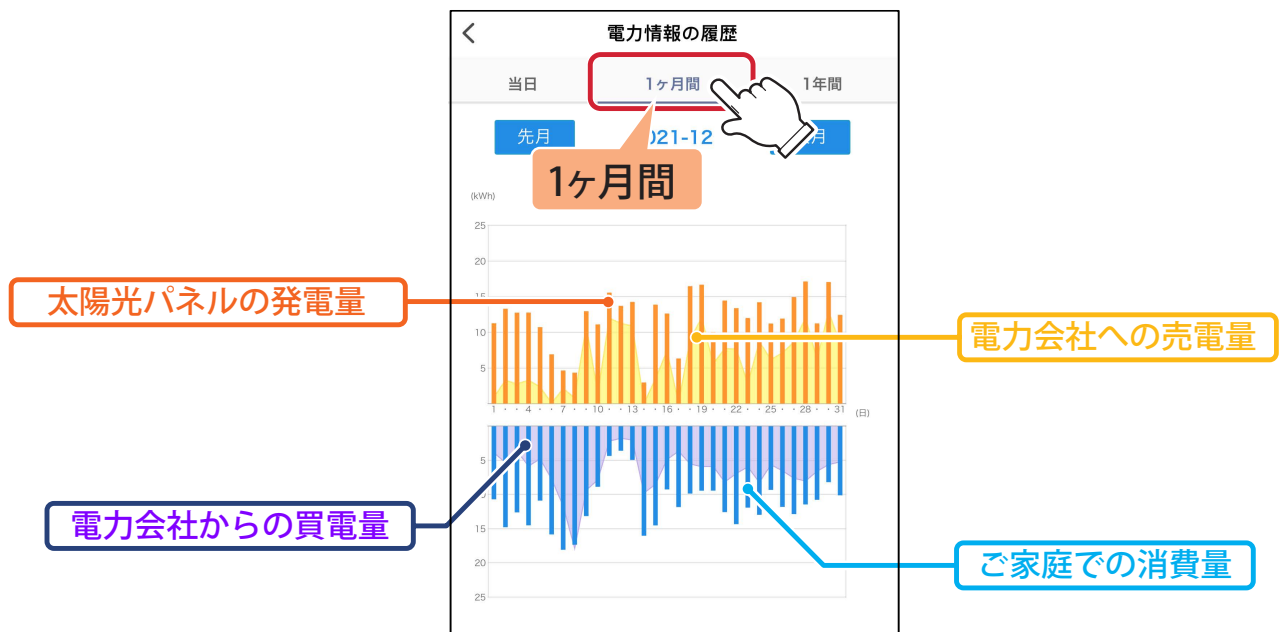 電力情報の履歴
当日 1ヶ月間 1年間
先月 021-12 月
1ヶ月間
(kWh)
25
20
太陽光パネルの発電量
15
10
電力会社への売電量
5
1 · · 4 · · 7 · · 10 · · 13 · · 16 · · 19 · · 22 · · 25 · · 28 · · 31 (日)
5
電力会社からの買電量
15
20
ご家庭での消費量
25